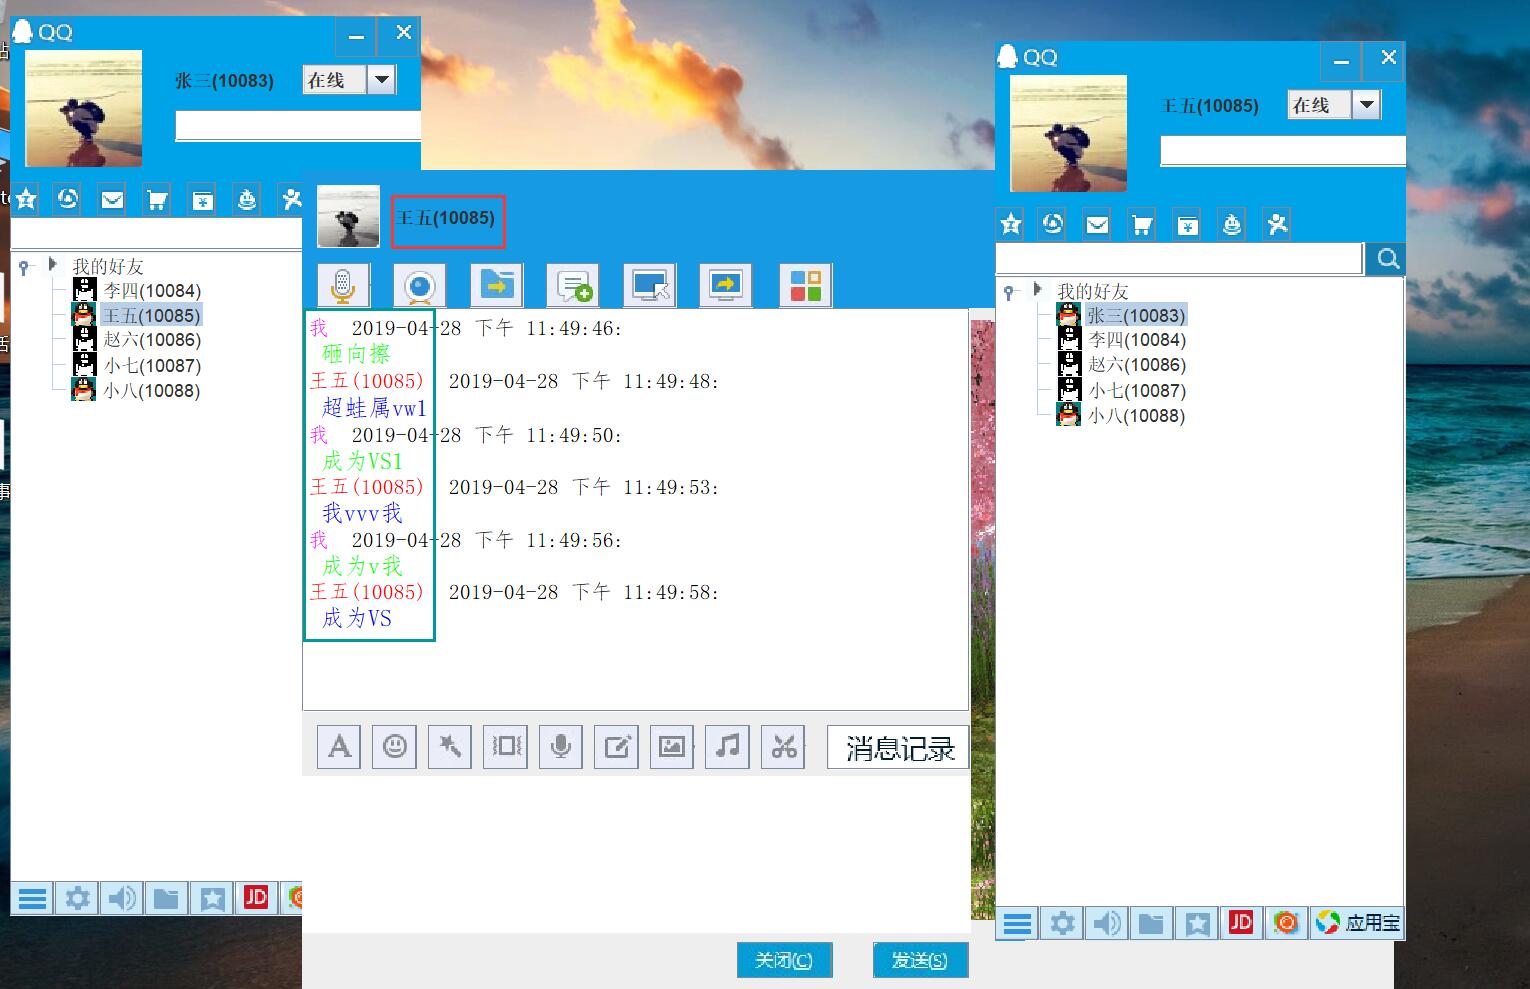 QQ
张三(10083)
在线
我的好友
李四(10084)
王五(10085)
赵六(10086)
小七(10087)
小八(10088)
JD
王五(10085)
我 2019-04-28 下午 11:49:46:
砸向擦
王五(10085) 2019-04-28 下午 11:49:48:
超蛙属vw1
我 2019-04-28 下午 11:49:50:
成为VS1
王五(10085) 2019-04-28 下午 11:49:53:
我vvv我
我 2019-04-28 下午 11:49:56:
成为v我
王五(10085) 2019-04-28 下午 11:49:58:
成为VS
A
消息记录
关闭(C)
发送(S)
QQ
王五(10085)
在线
我的好友
张三(10083)
李四(10084)
赵六(10086)
小七(10087)
小八(10088)
JD
应用宝